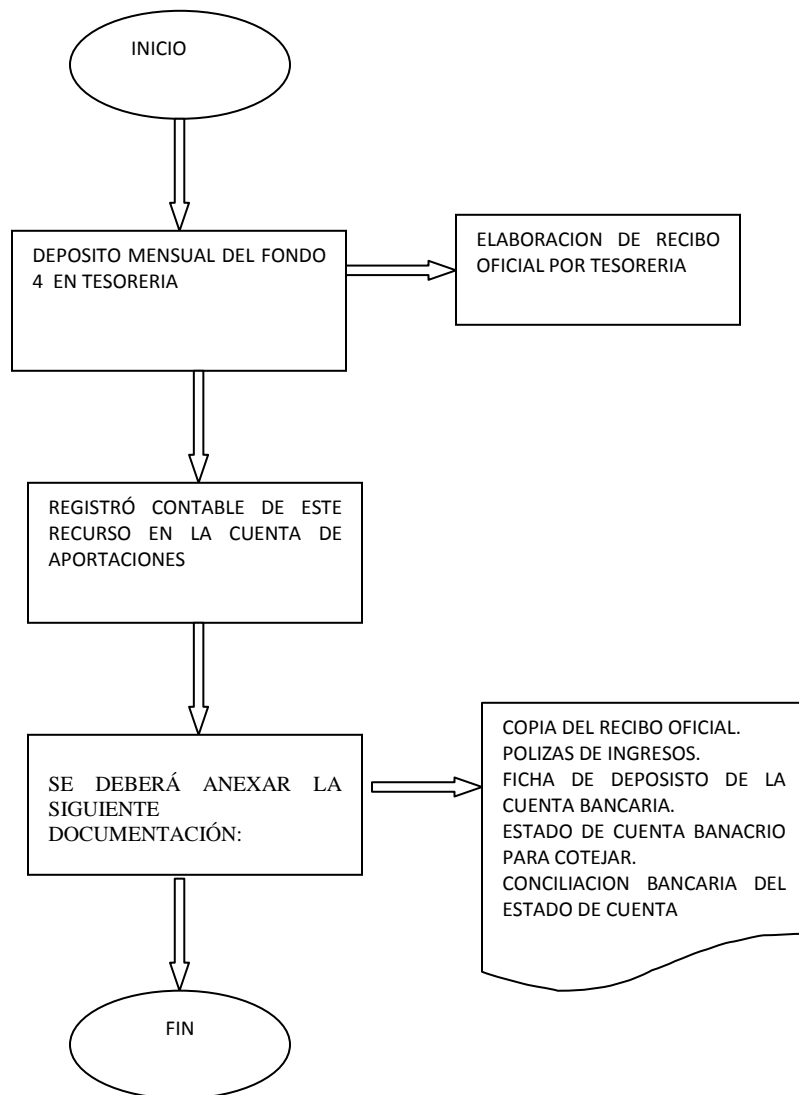 INICIO
DEPOSITO MENSUAL DEL FONDO
4 EN TESORERIA
ELABORACION DE RECIBO
OFICIAL POR TESORERIA
REGISTRÓ CONTABLE DE ESTE
RECURSO EN LA CUENTA DE
APORTACIONES
SE DEBERÁ ANEXAR LA
SIGUIENTE
DOCUMENTACIÓN:
COPIA DEL RECIBO OFICIAL.
POLIZAS DE INGRESOS.
FICHA DE DEPOSISTO DE LA
CUENTA BANCARIA.
ESTADO DE CUENTA BANACRIO
PARA COTEJAR.
CONCILIACION BANCARIA DEL
ESTADO DE CUENTA
FIN